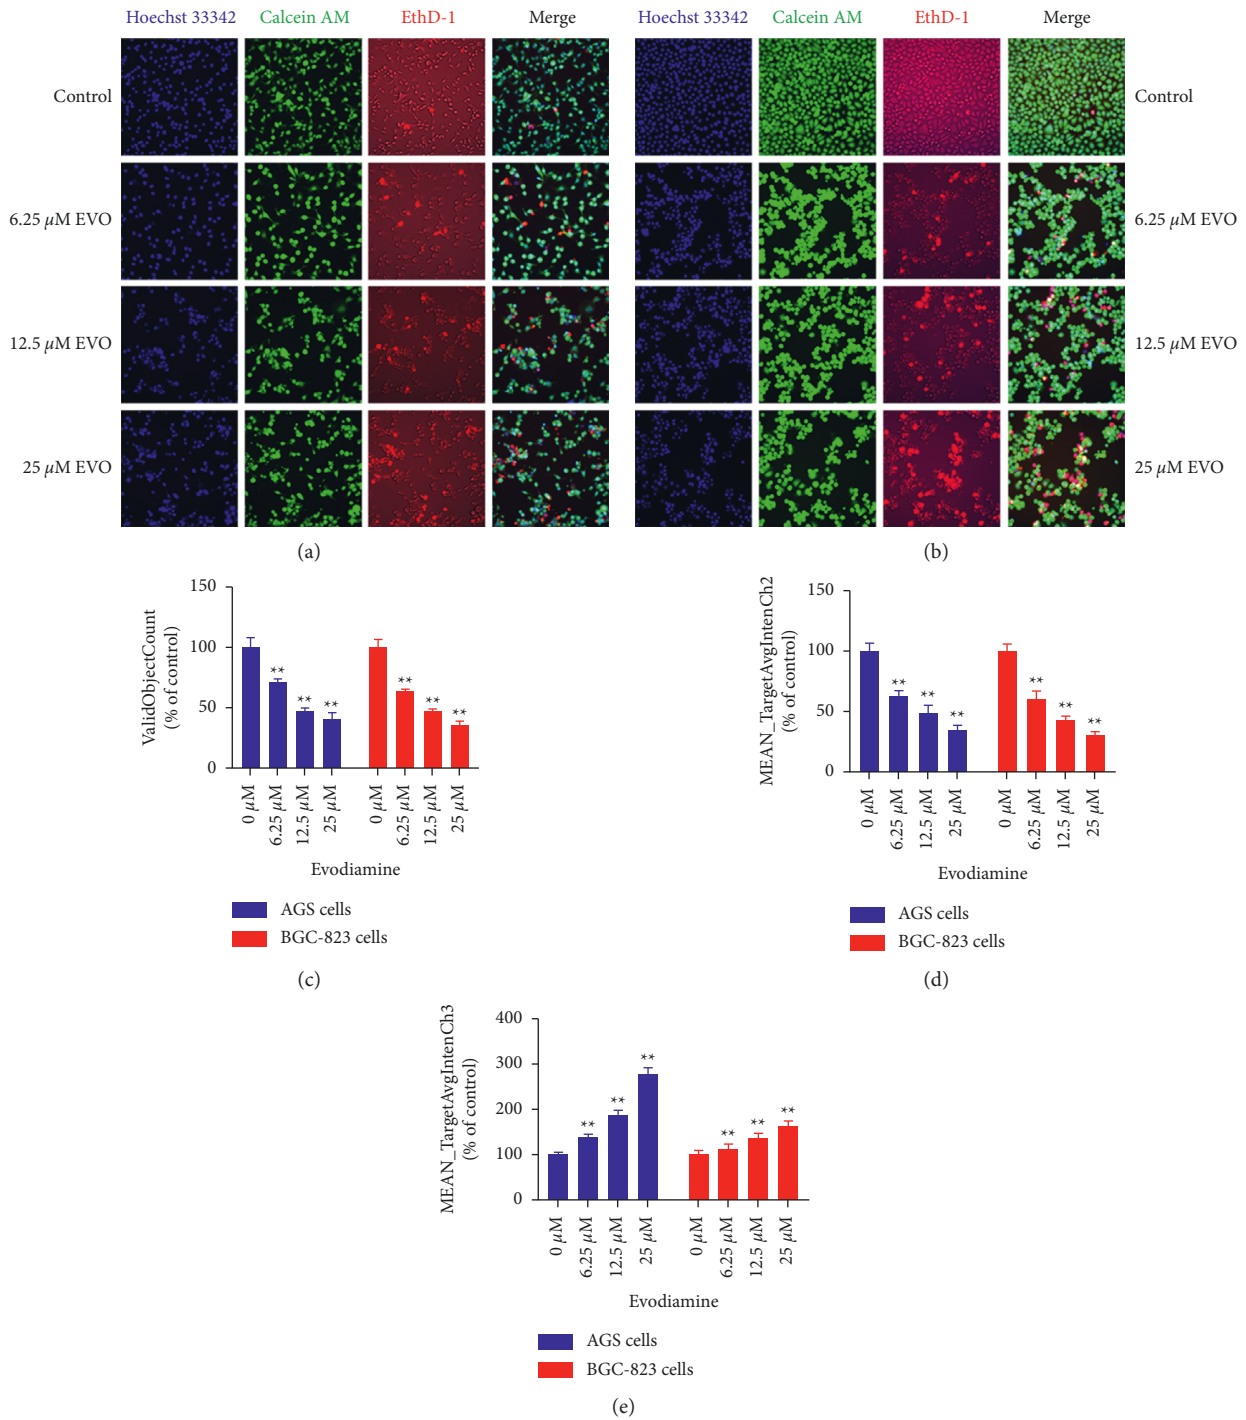 Hoechst 33342 Calcein AM EthD-1 Merge Hoechst 33342 Calcein AM EthD-1 Merge
Control Control
6.25 µM EVO 6.25 µM EVO
12.5 µM EVO 12.5 µM EVO
25 µM EVO 25 µM EVO
(a) (b)
ValidObjectCount
(% of control)
150
100
50
0
** ** ** ** ** **
0 µM 6.25 µM 12.5 µM 25 µM 0 µM 6.25 µM 12.5 µM 25 µM
Evodiamine
AGS cells
BGC-823 cells
(c)
MEAN_TargetAvgIntenCh2
(% of control)
150
100
50
0
** ** ** ** ** **
0 µM 6.25 µM 12.5 µM 25 µM 0 µM 6.25 µM 12.5 µM 25 µM
Evodiamine
AGS cells
BGC-823 cells
(d)
MEAN_TargetAvgIntenCh3
(% of control)
400
300
200
100
0
** ** ** ** ** **
0 µM 6.25 µM 12.5 µM 25 µM 0 µM 6.25 µM 12.5 µM 25 µM
Evodiamine
AGS cells
BGC-823 cells
(e)